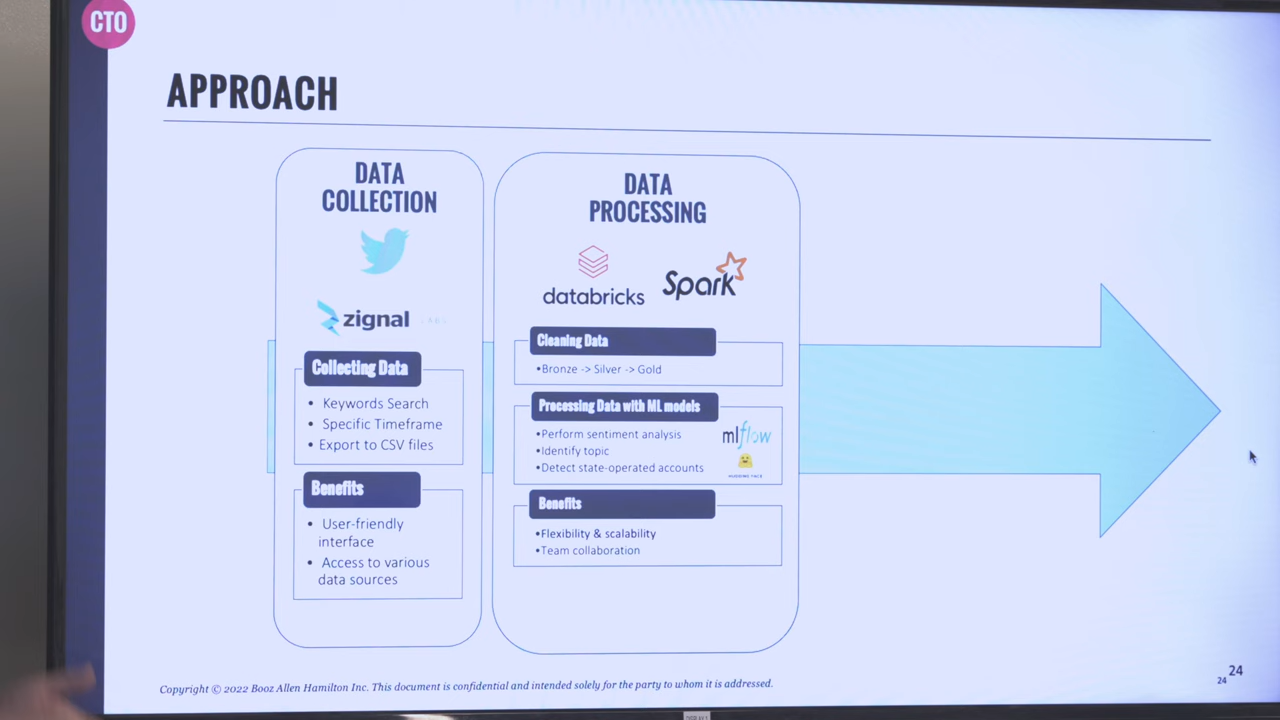 CTO
APPROACH
DATA
COLLECTION
zignal
LABS
Collecting Data
• Keywords Search
• Specific Timeframe
• Export to CSV files
Benefits
• User-friendly
interface
• Access to various
data sources
DATA
PROCESSING
databricks
Spark
Cleaning Data
•Bronze -> Silver -> Gold
Processing Data with ML models
•Perform sentiment analysis
•Identify topic
•Detect state-operated accounts
mlflow
HUGGING FACE
Benefits
•Flexibility & scalability
•Team collaboration
Copyright © 2022 Booz Allen Hamilton Inc. This document is confidential and intended solely for the party to whom it is addressed.
24
24